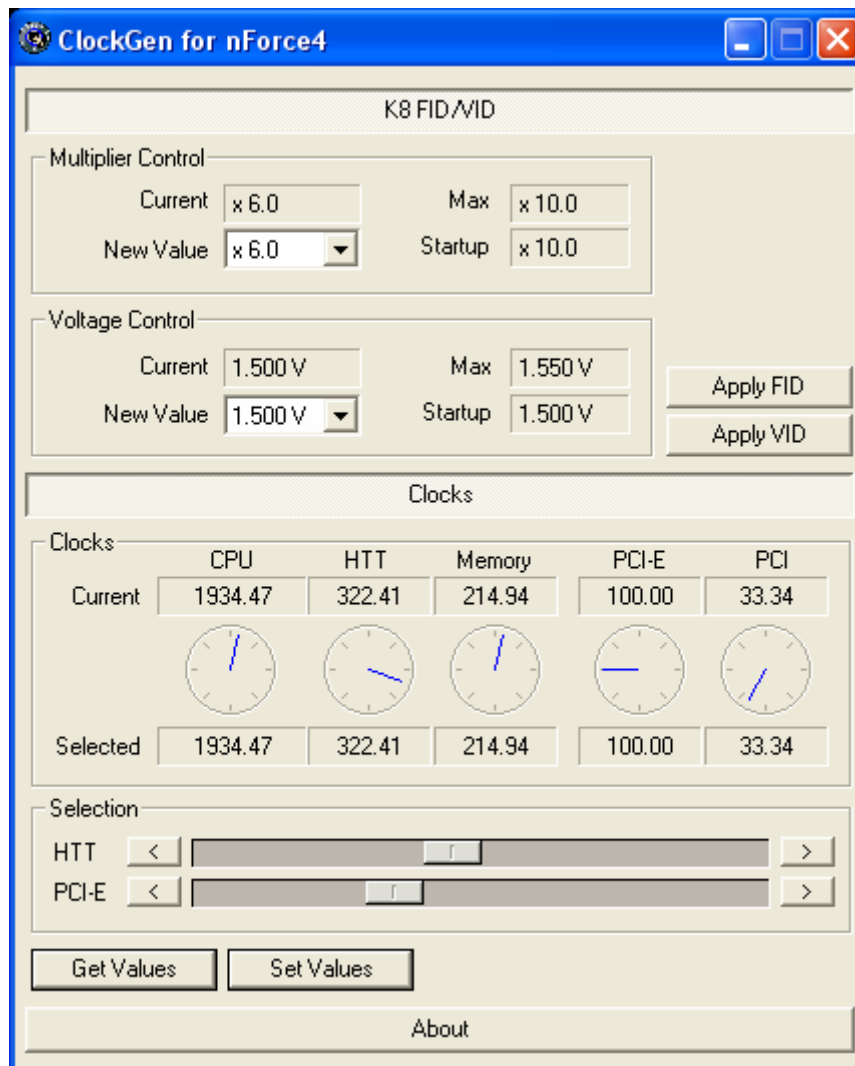 ClockGen for nForce4
K8 FID/VID
Multiplier Control
Current x 6.0 Max x 10.0
New Value x 6.0 Startup x 10.0
Voltage Control
Current 1.500 V Max 1.550 V
New Value 1.500 V Startup 1.500 V
Apply FID
Apply VID
Clocks
Clocks
CPU HTT Memory PCI-E PCI
Current 1934.47 322.41 214.94 100.00 33.34
Selected 1934.47 322.41 214.94 100.00 33.34
Selection
HTT < >
PCI-E < >
Get Values Set Values
About